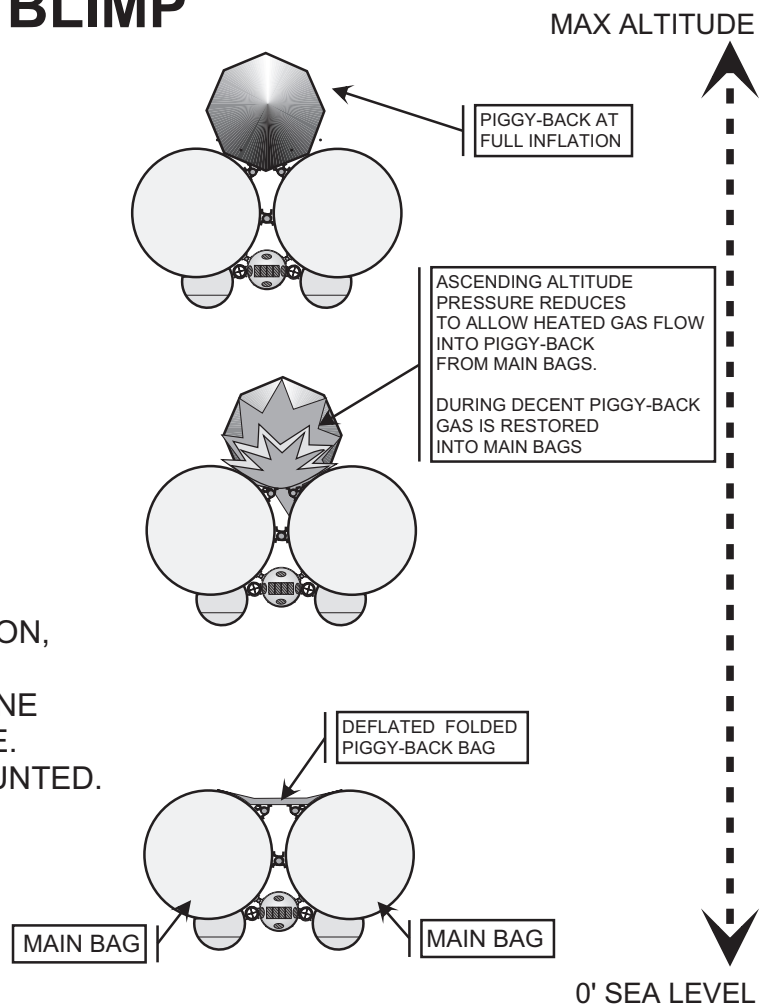 BLIMP
MAX ALTITUDE
PIGGY-BACK AT
FULL INFLATION
ASCENDING ALTITUDE
PRESSURE REDUCES
TO ALLOW HEATED GAS FLOW
INTO PIGGY-BACK
FROM MAIN BAGS.
DURING DECENT PIGGY-BACK
GAS IS RESTORED
INTO MAIN BAGS
ON,
NE
E.
UNTED.
DEFLATED FOLDED
PIGGY-BACK BAG
MAIN BAG
MAIN BAG
0' SEA LEVEL